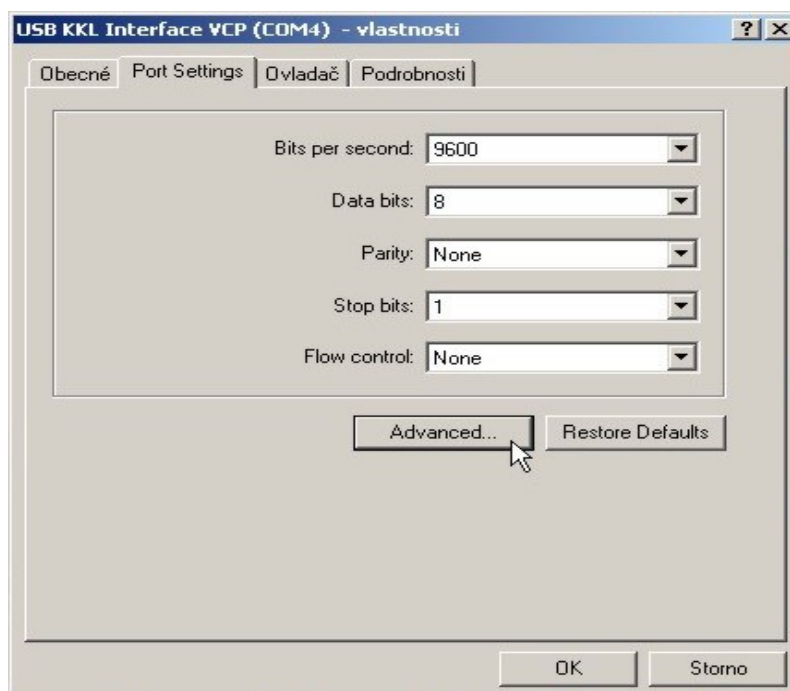 USB KKL Interface VCP (COM4) - vlastnosti
Obecné Port Settings Ovladač Podrobnosti
Bits per second: 9600
Data bits: 8
Parity: None
Stop bits: 1
Flow control: None
Advanced... Restore Defaults
OK Storno